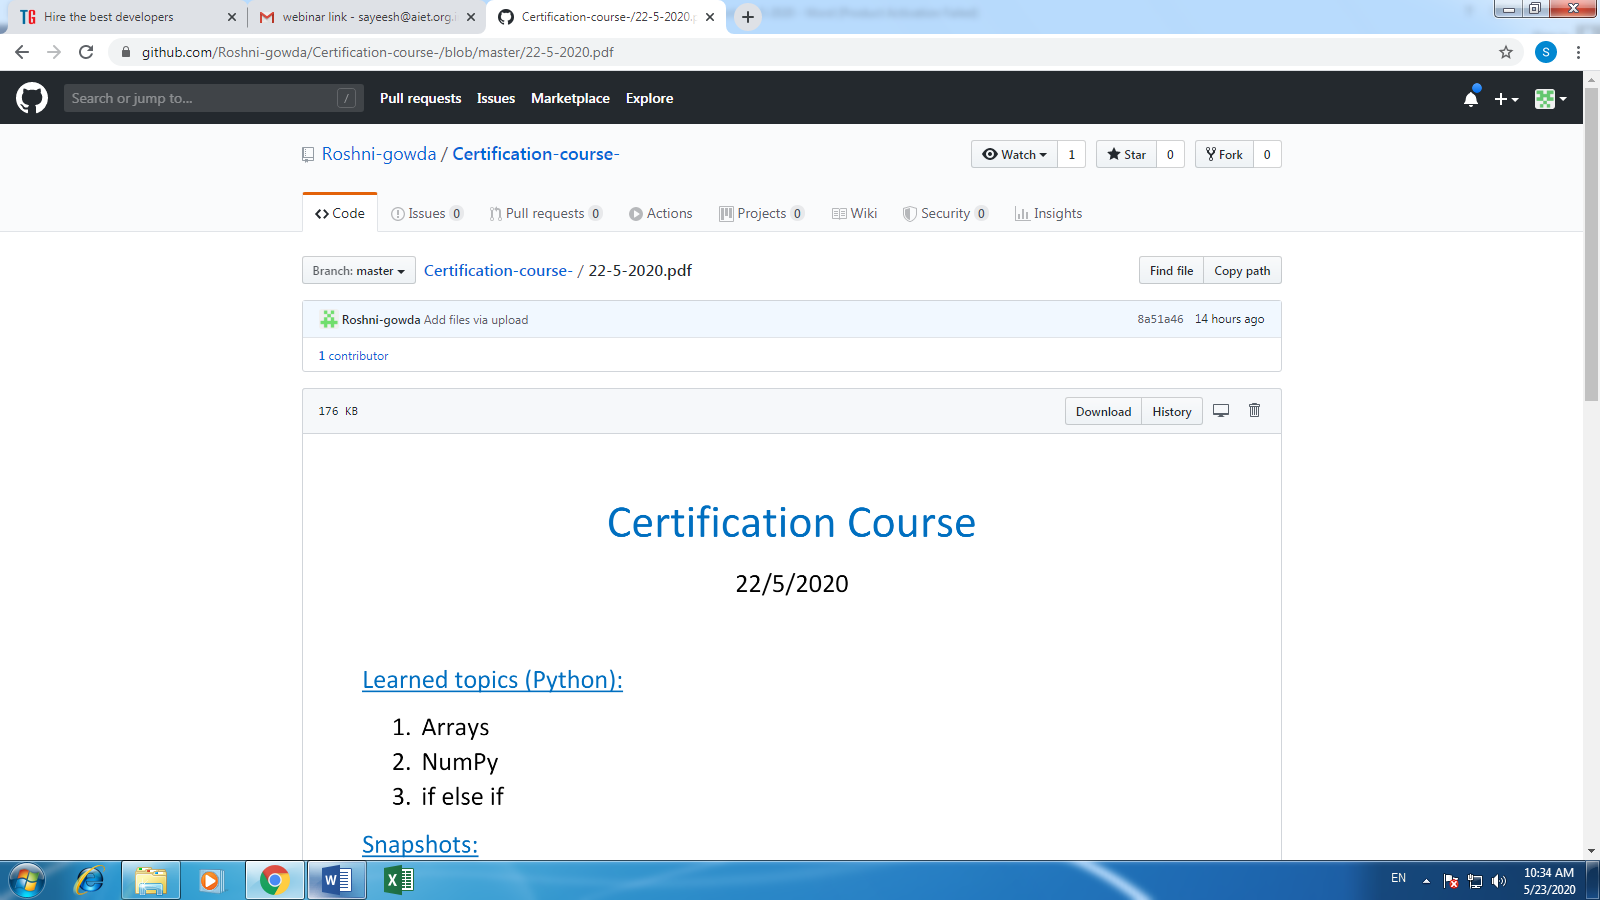 TG Hire the best developers
webinar link - sayeesh@aiet.org.i
Certification-course-/22-5-2020.p
github.com/Roshni-gowda/Certification-course-/blob/master/22-5-2020.pdf
S
Search or jump to... /
Pull requests Issues Marketplace Explore
Roshni-gowda / Certification-course-
Watch 1 Star 0 Fork 0
Code Issues 0 Pull requests 0 Actions Projects 0 Wiki Security 0 Insights
Branch: master Certification-course- / 22-5-2020.pdf Find file Copy path
Roshni-gowda Add files via upload 8a51a46 14 hours ago
1 contributor
176 KB Download History
Certification Course
22/5/2020
Learned topics (Python):
1. Arrays
2. NumPy
3. if else if
Snapshots:
EN
10:34 AM
5/23/2020